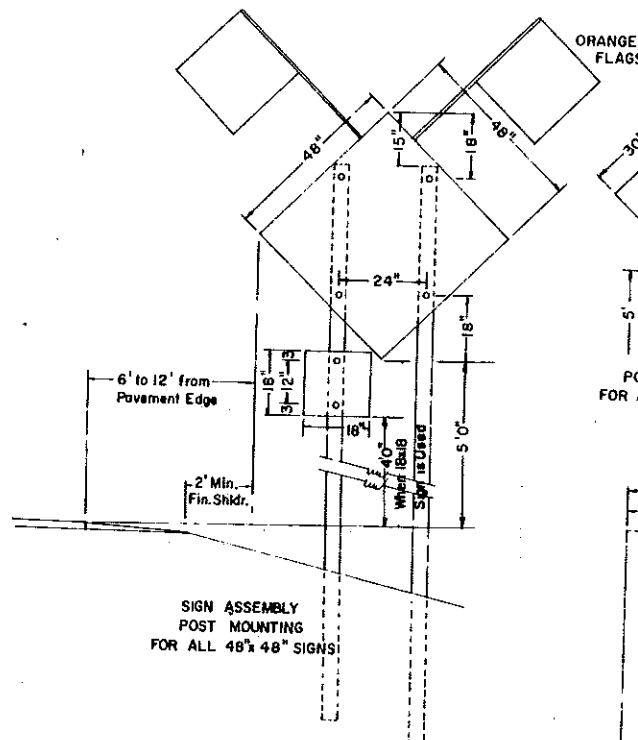 ORANGE
FLAGS
48"
48"
15"
18"
30"
24"
18"
5'
6' to 12' from
Pavement Edge
18"
3
12"
3
18"
4'0"
When 18x18
Sign is Used
5'0"
2' Min.
Fin. Shldr.
PO
FOR A
SIGN ASSEMBLY
POST MOUNTING
FOR ALL 48"x 48" SIGNS